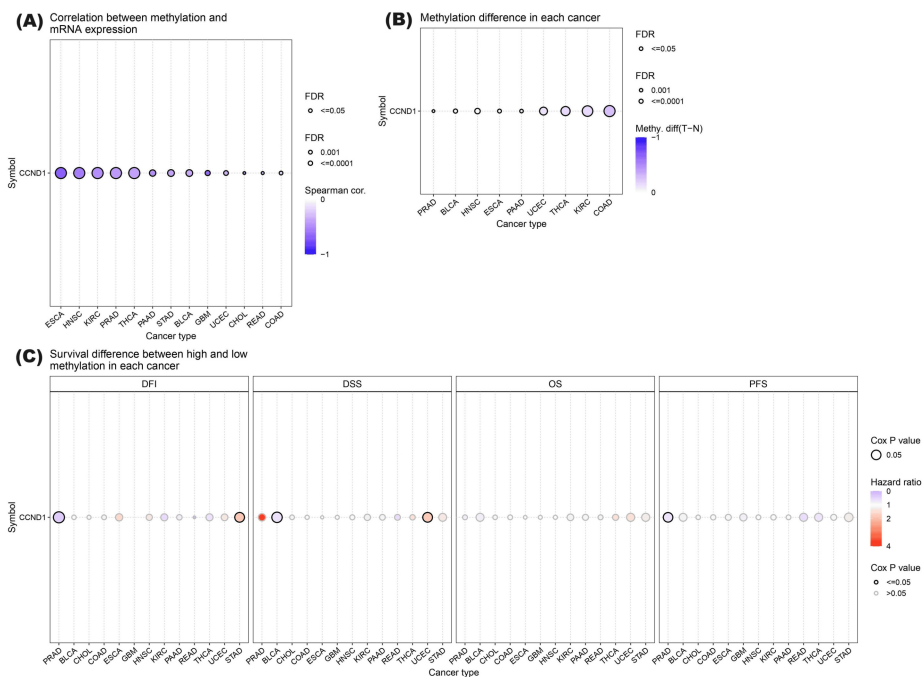 (A) Correlation between methylation and
mRNA expression
FDR
<=0.05
FDR
0.001
<=0.0001
Spearman cor.
0
−1
Symbol
CCND1
ESCA HNSC KIRC PRAD THCA PAAD STAD BLCA GBM UCEC CHOL READ COAD
Cancer type
(B) Methylation difference in each cancer
FDR
<=0.05
FDR
0.001
<=0.0001
Methy. diff(T−N)
−1
0
Symbol
CCND1
PRAD BLCA HNSC ESCA PAAD UCEC THCA KIRC COAD
Cancer type
(C) Survival difference between high and low
methylation in each cancer
DFI DSS OS PFS
Symbol
CCND1
PRAD BLCA CHOL COAD ESCA GBM HNSC KIRC PAAD READ THCA UCEC STAD
PRAD BLCA CHOL COAD ESCA GBM HNSC KIRC PAAD READ THCA UCEC STAD
PRAD BLCA CHOL COAD ESCA GBM HNSC KIRC PAAD READ THCA UCEC STAD
PRAD BLCA CHOL COAD ESCA GBM HNSC KIRC PAAD READ THCA UCEC STAD
Cancer type
Cox P value
0.05
Hazard ratio
0
1
4
Cox P value
<=0.05
>0.05